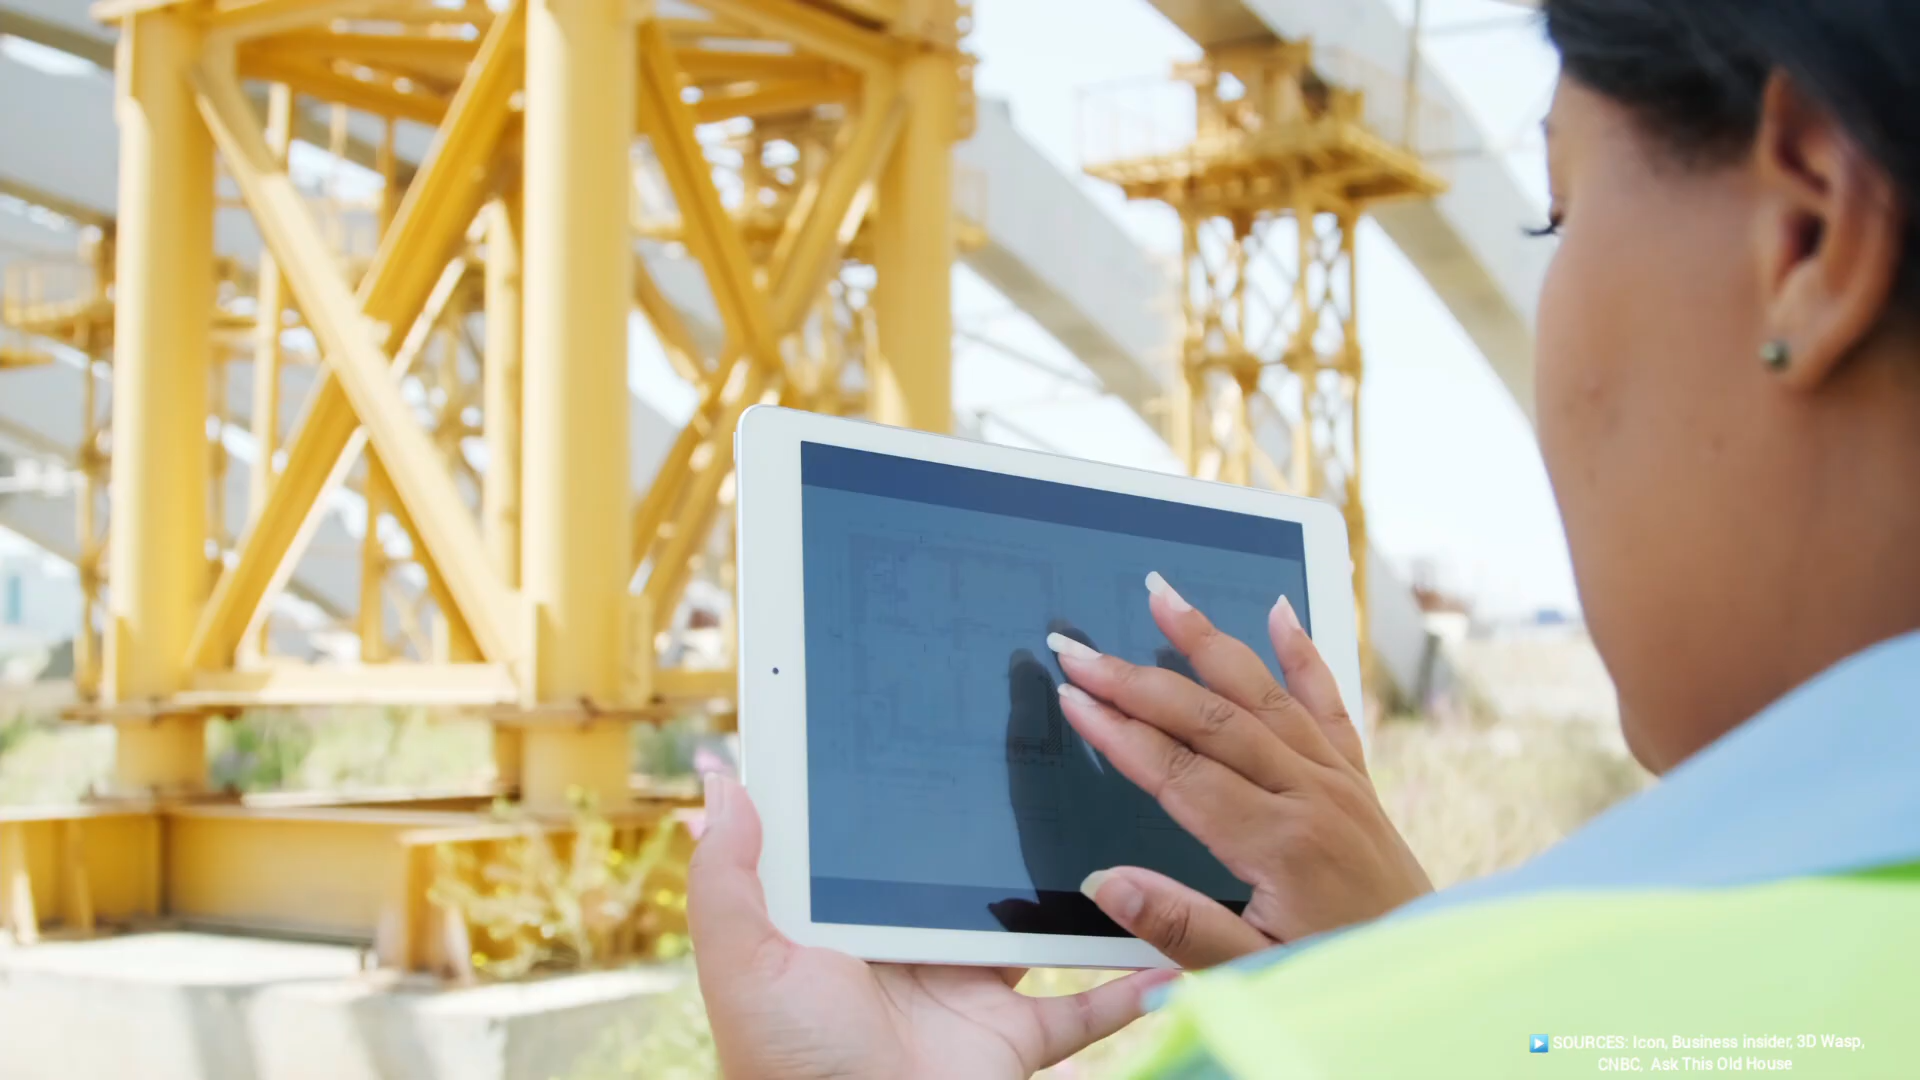 ▶ SOURCES: Icon, Business insider, 3D Wasp,
CNBC, Ask This Old House